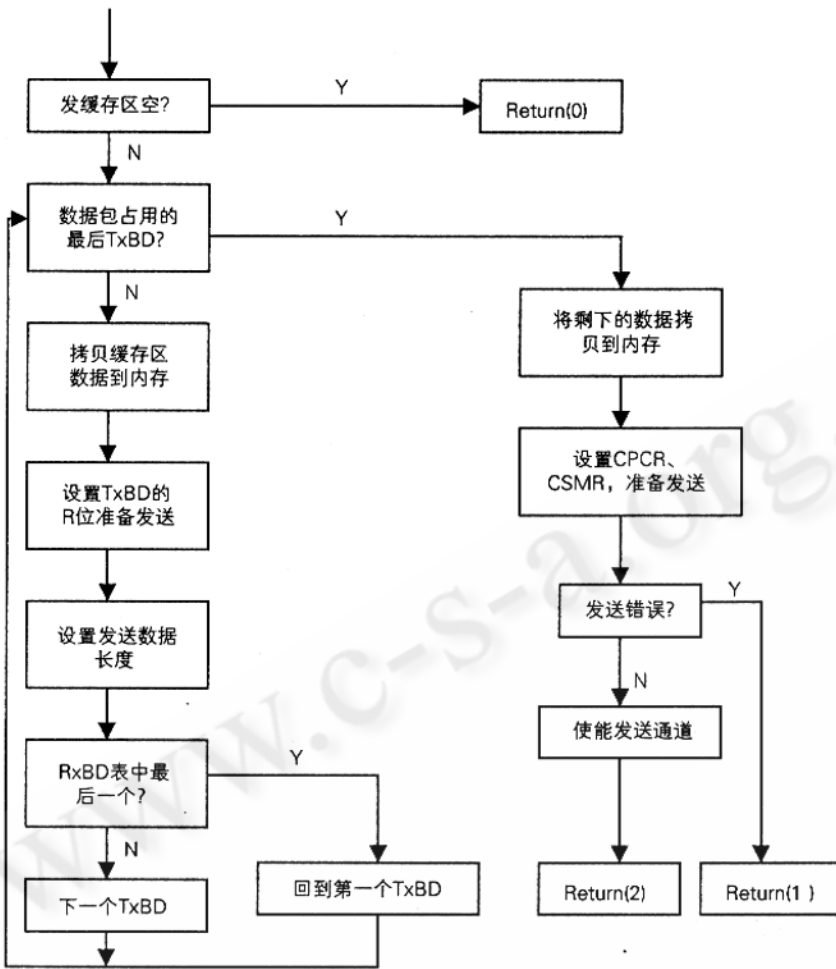 发缓存区空?
Y
Return(0)
N
数据包占用的
最后TxBD?
Y
N
将剩下的数据拷
贝到内存
拷贝缓存区
数据到内存
设置CPCR、
CSMR，准备发送
设置TxBD的
R位准备发送
发送错误?
Y
设置发送数据
长度
N
使能发送通道
RxBD表中最
后一个?
Y
N
回到第一个TxBD
Return(2)
Return(1 )
下一个TxBD
www.c-s-a.org.